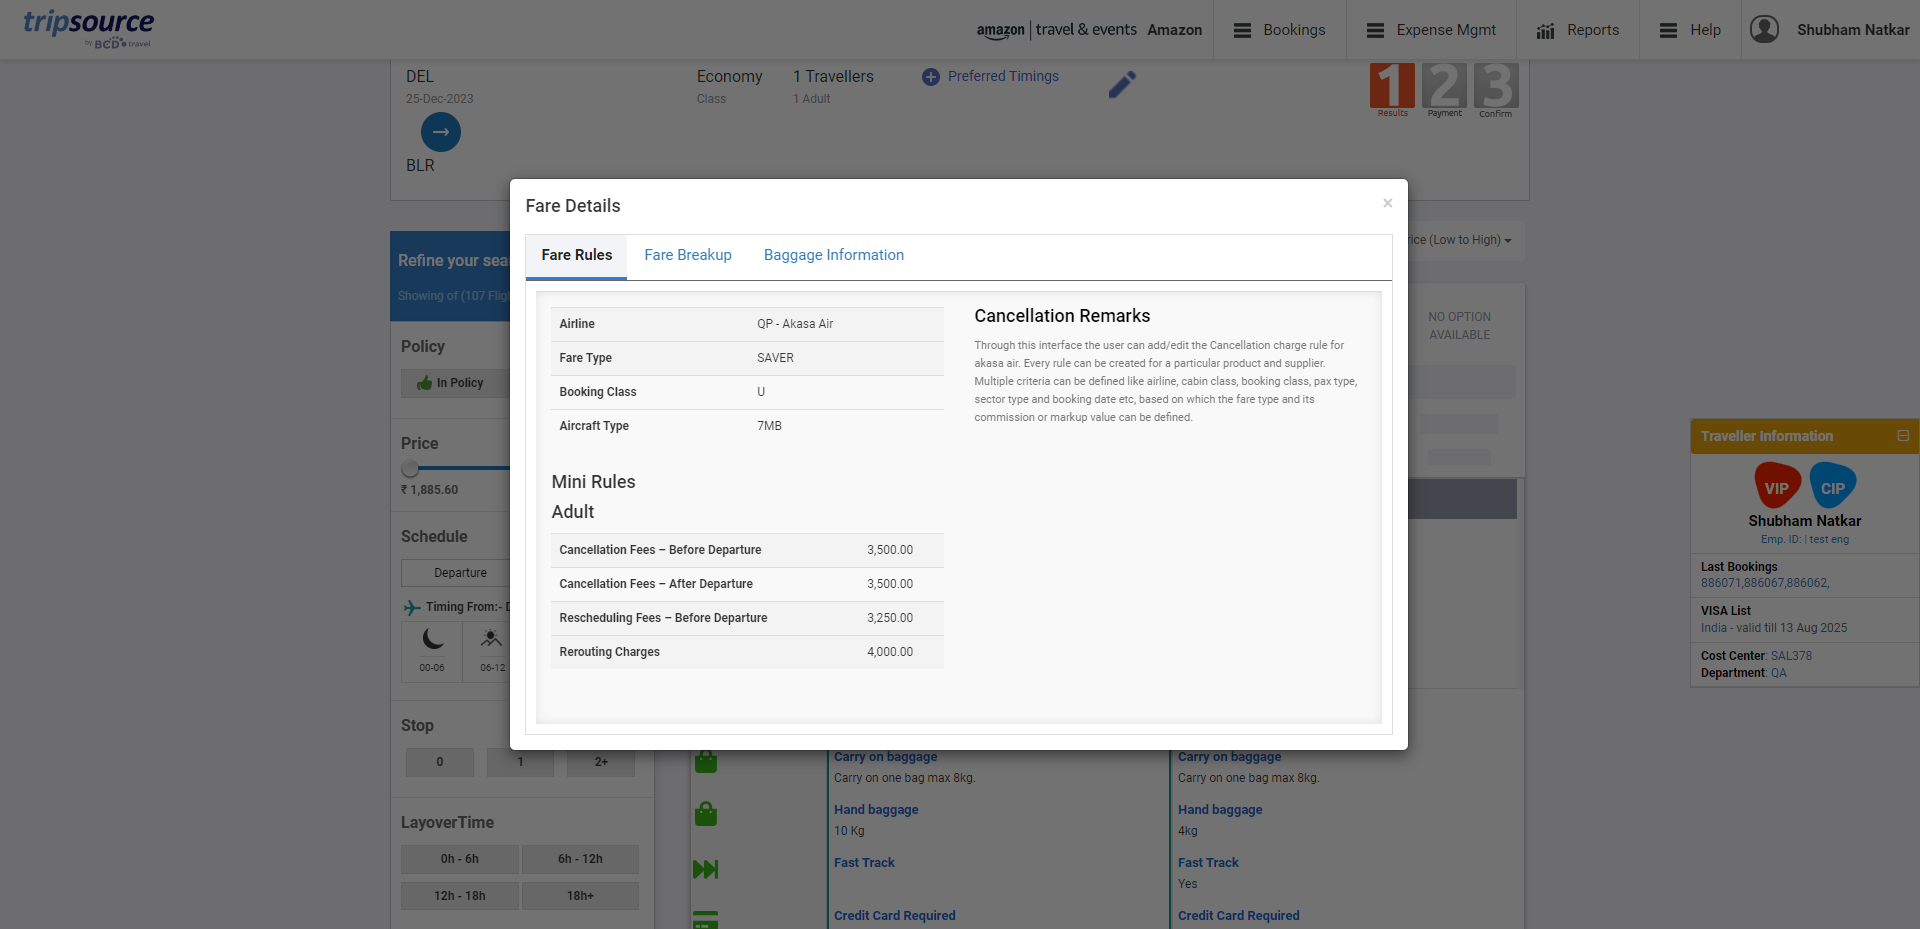 tripsource
by BCD travel
amazon | travel & events Amazon
Bookings
Expense Mgmt
Reports
Help
Shubham Natkar
DEL
25-Dec-2023
BLR
Economy
Class
1 Travellers
1 Adult
Preferred Timings
1 2 3
Results Payment Confirm
Refine your sea
Showing of (107 Flig
rice (Low to High)
NO OPTION
AVAILABLE
Policy
In Policy
Price
₹ 1,885.60
Schedule
Departure
Timing From:- D
00-06 06-12
Stop
0 1 2+
LayoverTime
0h - 6h 6h - 12h
12h - 18h 18h+
Fare Details
×
Fare Rules Fare Breakup Baggage Information
Airline QP - Akasa Air
Fare Type SAVER
Booking Class U
Aircraft Type 7MB
Mini Rules
Adult
Cancellation Fees – Before Departure 3,500.00
Cancellation Fees – After Departure 3,500.00
Rescheduling Fees – Before Departure 3,250.00
Rerouting Charges 4,000.00
Cancellation Remarks
Through this interface the user can add/edit the Cancellation charge rule for
akasa air. Every rule can be created for a particular product and supplier.
Multiple criteria can be defined like airline, cabin class, booking class, pax type,
sector type and booking date etc, based on which the fare type and its
commission or markup value can be defined.
Carry on baggage Carry on baggage
Carry on one bag max 8kg. Carry on one bag max 8kg.
Hand baggage Hand baggage
10 Kg 4kg
Fast Track Fast Track
Yes
Credit Card Required Credit Card Required
Traveller Information
VIP CIP
Shubham Natkar
Emp. ID: | test eng
Last Bookings
886071,886067,886062,
VISA List
India - valid till 13 Aug 2025
Cost Center: SAL378
Department: QA